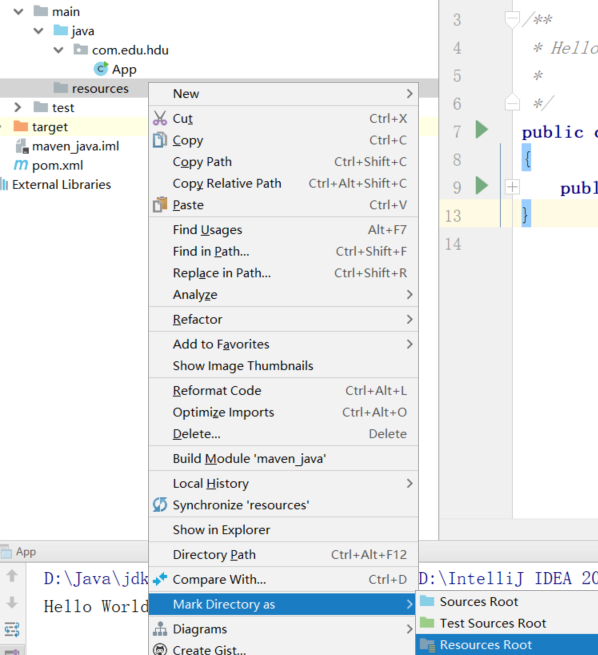 main
java
com.edu.hdu
App
resources
test
target
maven_java.iml
pom.xml
External Libraries
New
Cut Ctrl+X
Copy Ctrl+C
Copy Path Ctrl+Shift+C
Copy Relative Path Ctrl+Alt+Shift+C
Paste Ctrl+V
Find Usages Alt+F7
Find in Path... Ctrl+Shift+F
Replace in Path... Ctrl+Shift+R
Analyze
Refactor
Add to Favorites
Show Image Thumbnails
Reformat Code Ctrl+Alt+L
Optimize Imports Ctrl+Alt+O
Delete... Delete
Build Module 'maven_java'
Local History
Synchronize 'resources'
Show in Explorer
Directory Path Ctrl+Alt+F12
Compare With... Ctrl+D
Mark Directory as
Diagrams
Create Gist...
Sources Root
Test Sources Root
Resources Root
3 /**
4 * Hello
5 *
6 */
7 public c
8 {
9 publ
13 }
14
App
D:\Java\jdk D:\IntelliJ IDEA 20
Hello World